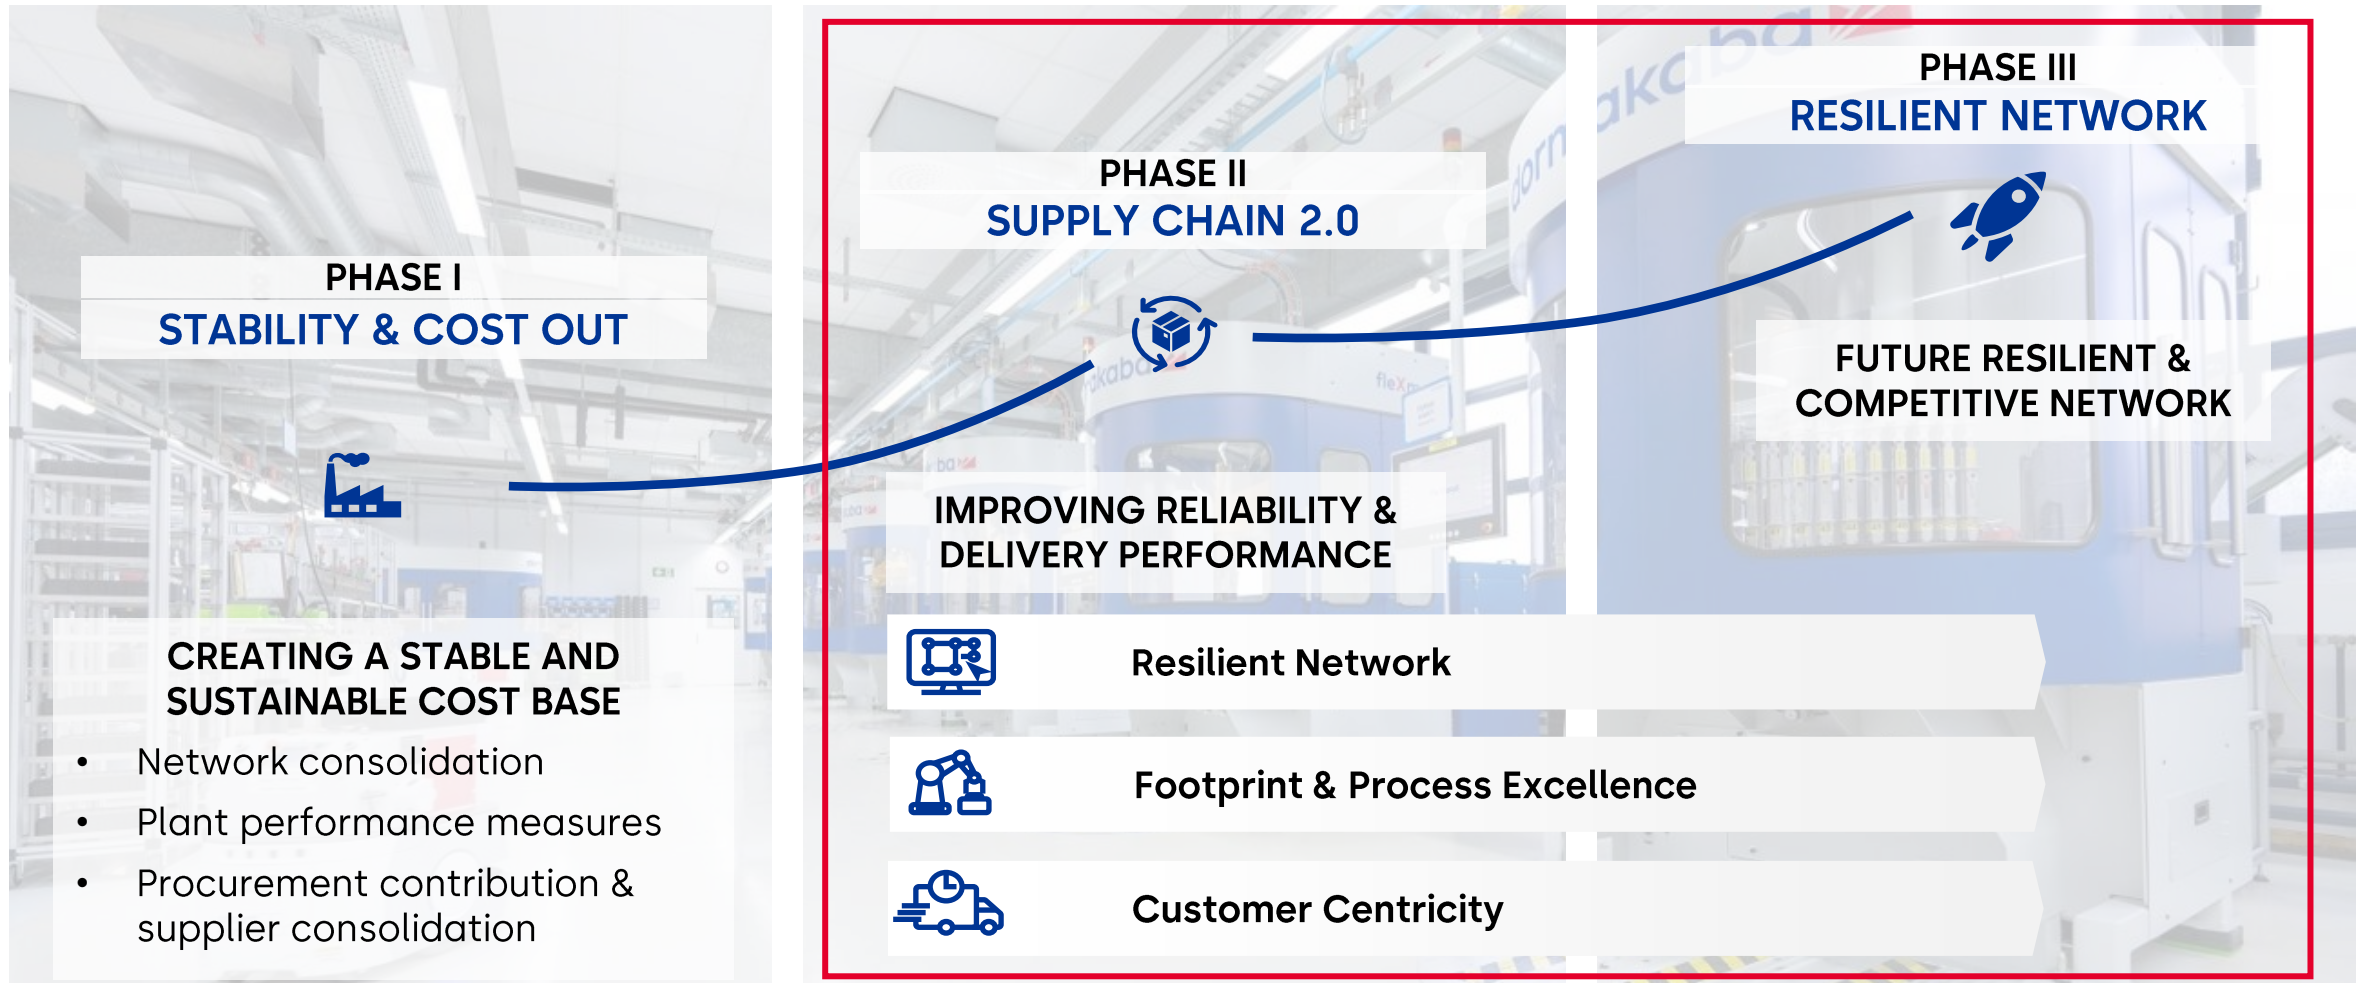 PHASE I
STABILITY & COST OUT
CREATING A STABLE AND
SUSTAINABLE COST BASE
• Network consolidation
• Plant performance measures
• Procurement contribution &
supplier consolidation
PHASE II
SUPPLY CHAIN 2.0
IMPROVING RELIABILITY &
DELIVERY PERFORMANCE
PHASE III
RESILIENT NETWORK
FUTURE RESILIENT &
COMPETITIVE NETWORK
Resilient Network
Footprint & Process Excellence
Customer Centricity